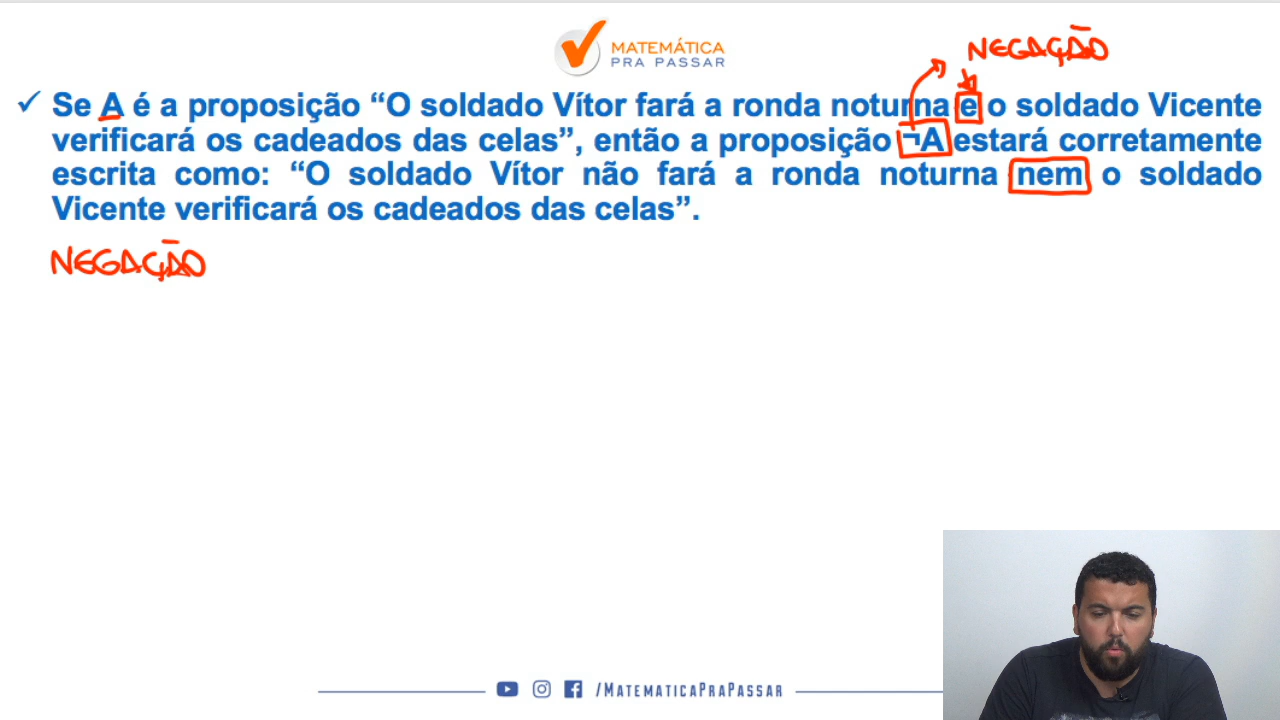 MATEMÁTICA
PRA PASSAR
NEGAÇÃO
✓ Se A é a proposição “O soldado Vítor fará a ronda noturna e o soldado Vicente
verificará os cadeados das celas”, então a proposição ¬A estará corretamente
escrita como: “O soldado Vítor não fará a ronda noturna nem o soldado
Vicente verificará os cadeados das celas”.
NEGAÇÃO
/MATEMATICAPRAPASSAR